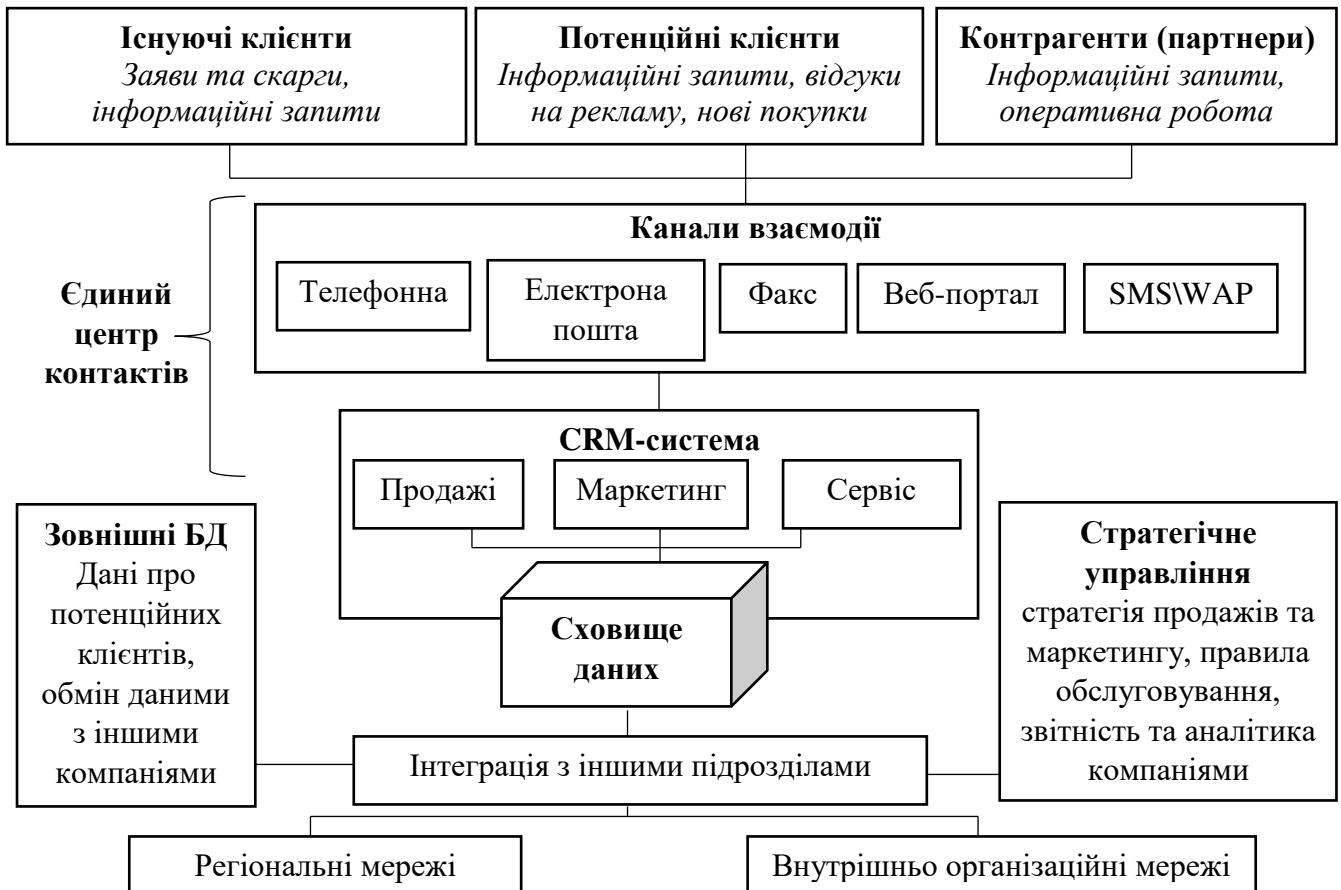 Існуючі клієнти
Заяви та скарги,
інформаційні запити
Потенційні клієнти
Інформаційні запити, відгуки
на рекламу, нові покупки
Контрагенти (партнери)
Інформаційні запити,
оперативна робота
Єдиний
центр
контактів
Канали взаємодії
Телефонна
Електрона
пошта
Факс
Веб-портал
SMS\WAP
CRM-система
Продажі
Маркетинг
Сервіс
Сховище
даних
Зовнішні БД
Дані про
потенційних
клієнтів,
обмін даними
з іншими
компаніями
Стратегічне
управління
стратегія продажів та
маркетингу, правила
обслуговування,
звітність та аналітика
компаніями
Інтеграція з іншими підрозділами
Регіональні мережі
Внутрішньо організаційні мережі